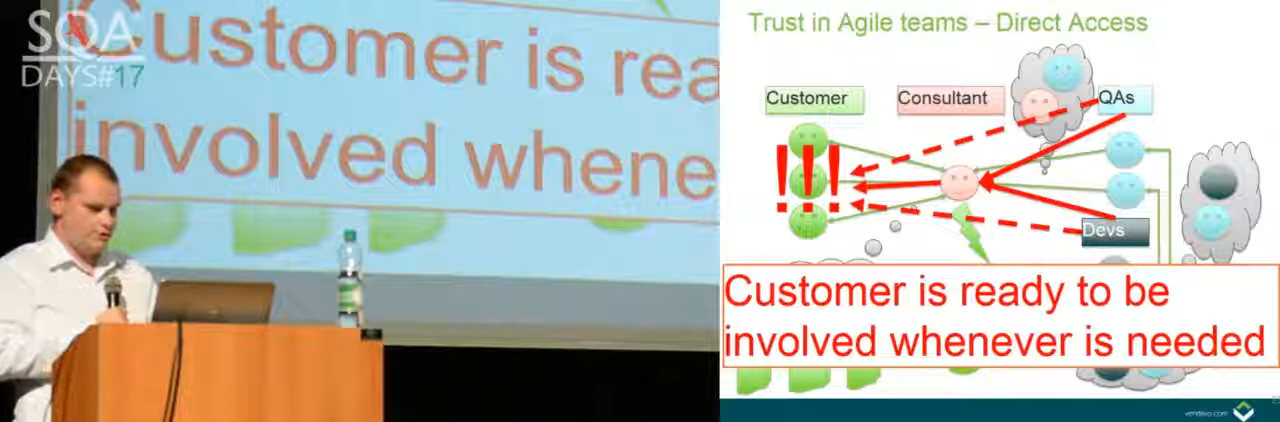 SQA
DAYS#17
Customer is rea
involved whene
Trust in Agile teams – Direct Access
Customer
Consultant
QAs
!!!
Devs
Customer is ready to be
involved whenever is needed